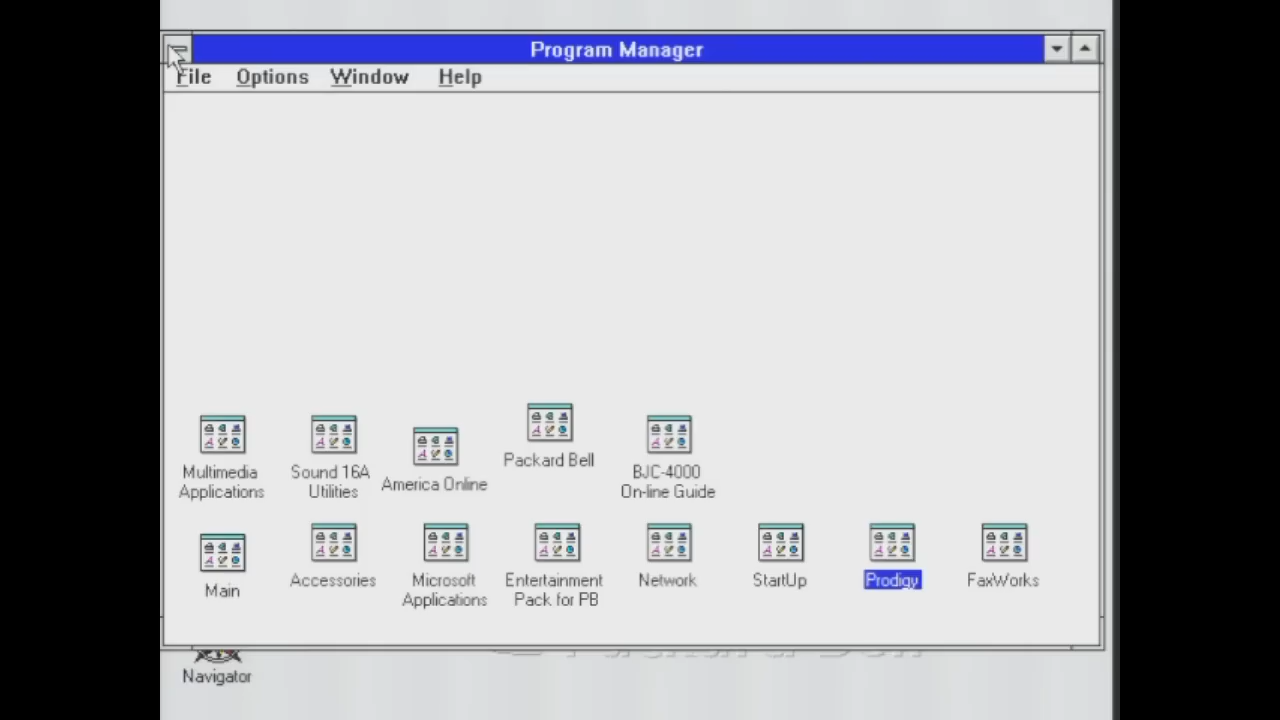 Program Manager
File Options Window Help
Packard Bell
Multimedia Applications
Sound 16A Utilities
America Online
BJC-4000 On-line Guide
Main
Accessories
Microsoft Applications
Entertainment Pack for PB
Network
StartUp
Prodigy
FaxWorks
Navigator